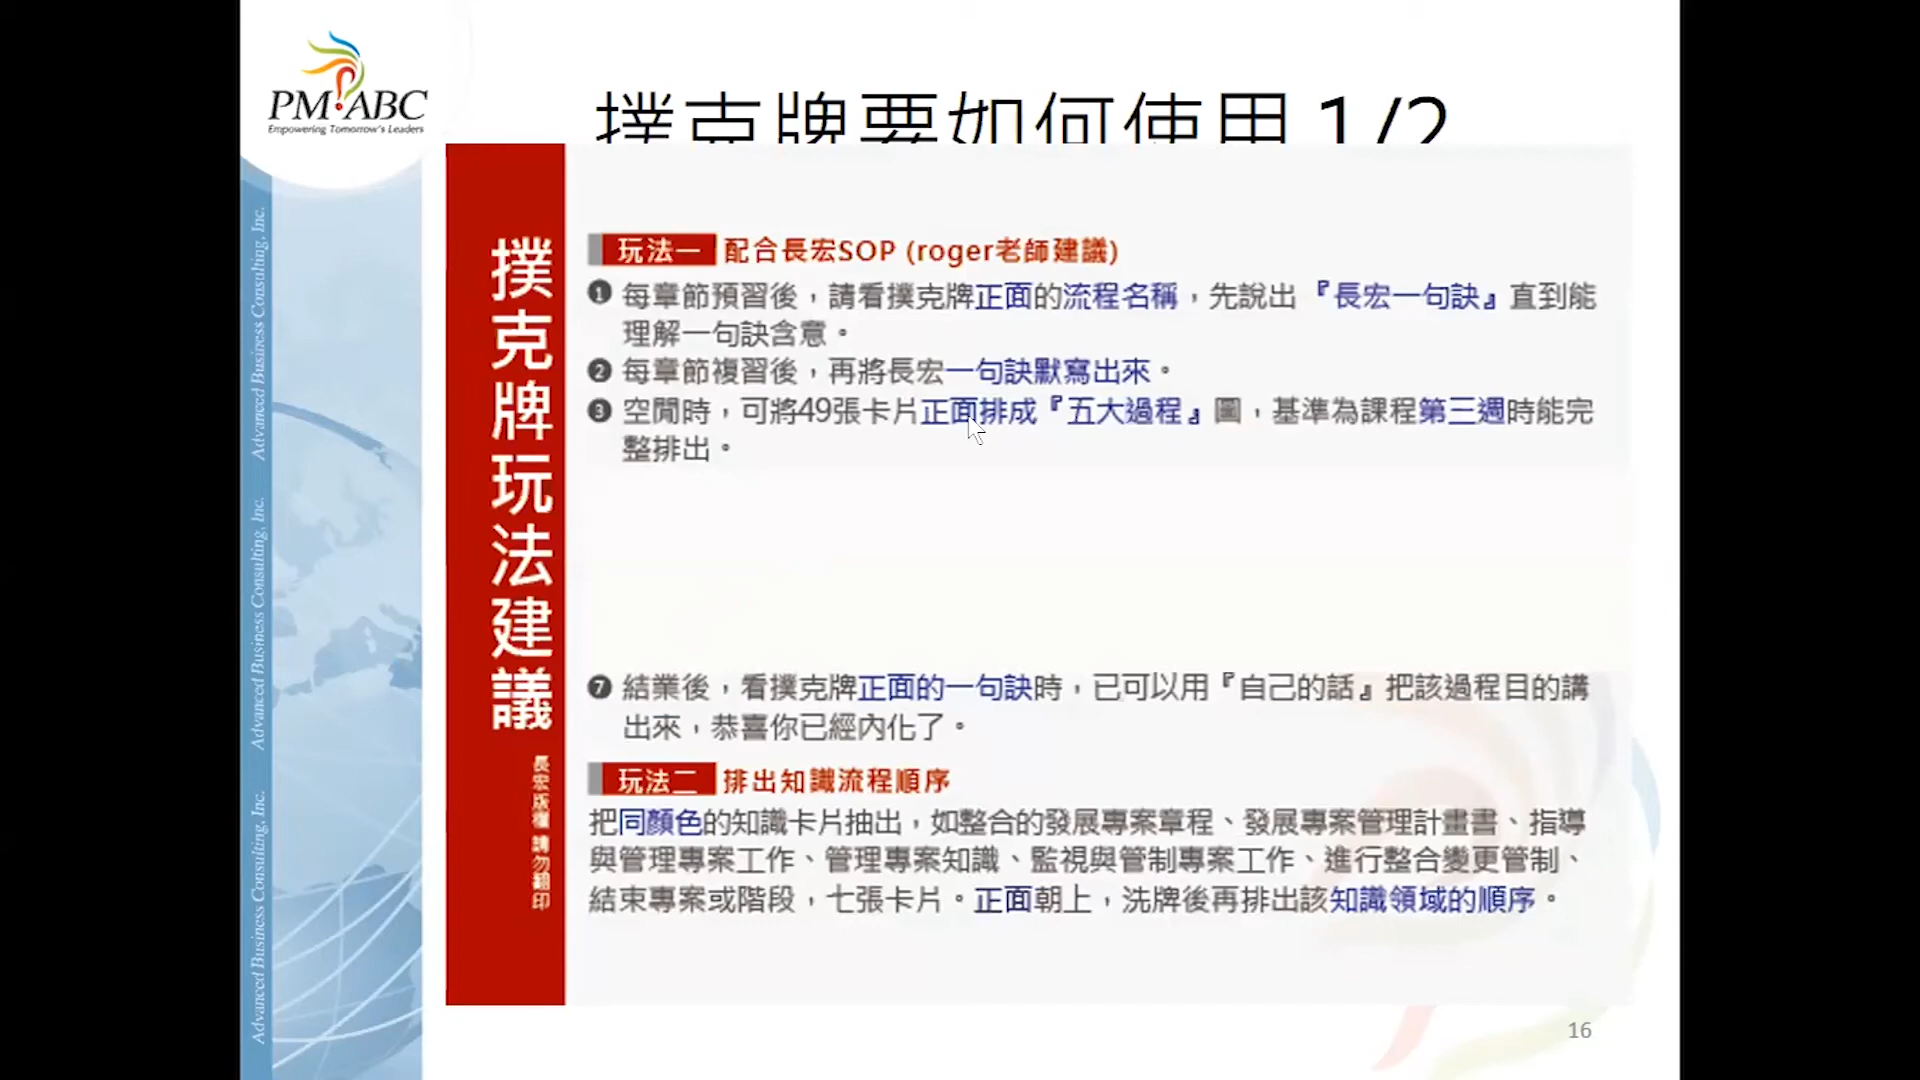 PM ABC
Empowering Tomorrow's Leaders
撲克牌要如何使用 1/2
Advanced Business Consulting, Inc.
Advanced Business Consulting, Inc.
Advanced Business Consulting, Inc.
撲克牌玩法建議
長宏版權 請勿翻印
玩法一 配合長宏SOP (roger老師建議)
❶ 每章節預習後，請看撲克牌正面的流程名稱，先說出『長宏一句訣』直到能
理解一句訣含意。
❷ 每章節複習後，再將長宏一句訣默寫出來。
❸ 空閒時，可將49張卡片正面排成『五大過程』圖，基準為課程第三週時能完
整排出。
❼ 結業後，看撲克牌正面的一句訣時，已可以用『自己的話』把該過程目的講
出來，恭喜你已經內化了。
玩法二 排出知識流程順序
把同顏色的知識卡片抽出，如整合的發展專案章程、發展專案管理計畫書、指導
與管理專案工作、管理專案知識、監視與管制專案工作、進行整合變更管制、
結束專案或階段，七張卡片。正面朝上，洗牌後再排出該知識領域的順序。
16